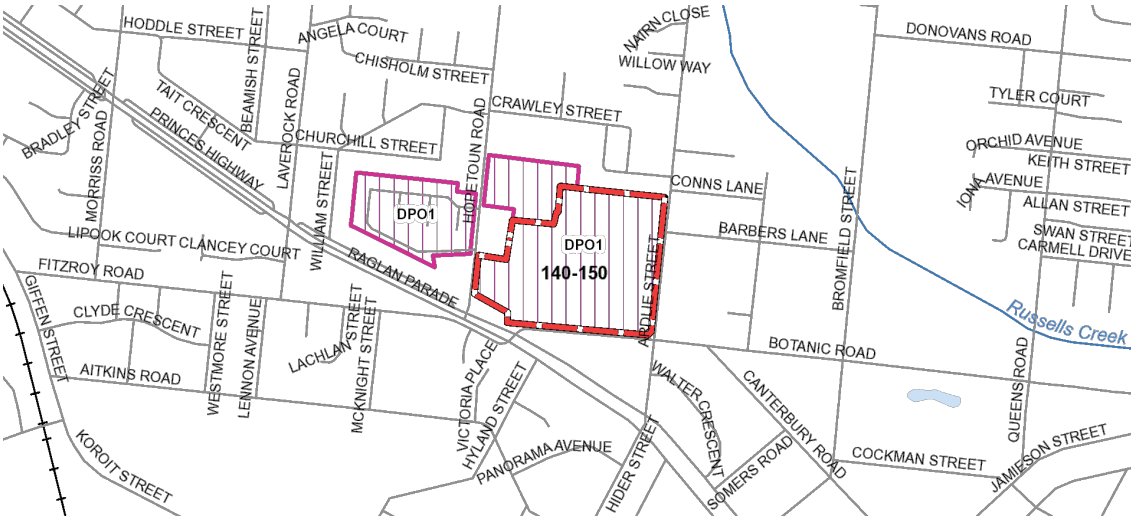 HODDLE STREET
ANGELA COURT
NAIRN CLOSE
DONOVANS ROAD
CHISHOLM STREET
WILLOW WAY
BEAMISH STREET
TAIT CRESCENT
CRAWLEY STREET
TYLER COURT
BRADLEY STREET
PRINCES HIGHWAY
CHURCHILL STREET
ORCHID AVENUE
KEITH STREET
MORRISS ROAD
LAVEROCK ROAD
HOPETOUN ROAD
CONNS LANE
IONA AVENUE
ALLAN STREET
DPO1
WILLIAM STREET
BARBERS LANE
SWAN STREET
CARMELL DRIVE
LIPOOK COURT
CLANCEY COURT
DPO1
140-150
RAGLAN PARADE
FITZROY ROAD
ARDLIE STREET
BROMFIELD STREET
Russells Creek
GIFFEN STREET
CLYDE CRESCENT
WESTMORE STREET
LENNON AVENUE
LACHLAN STREET
MCKNIGHT STREET
VICTORIA PLACE
BOTANIC ROAD
AITKINS ROAD
HYLAND STREET
WALTER CRESCENT
CANTERBURY ROAD
QUEENS ROAD
KOROIT STREET
PANORAMA AVENUE
HIDER STREET
SOMERS ROAD
COCKMAN STREET
JAMIESON STREET